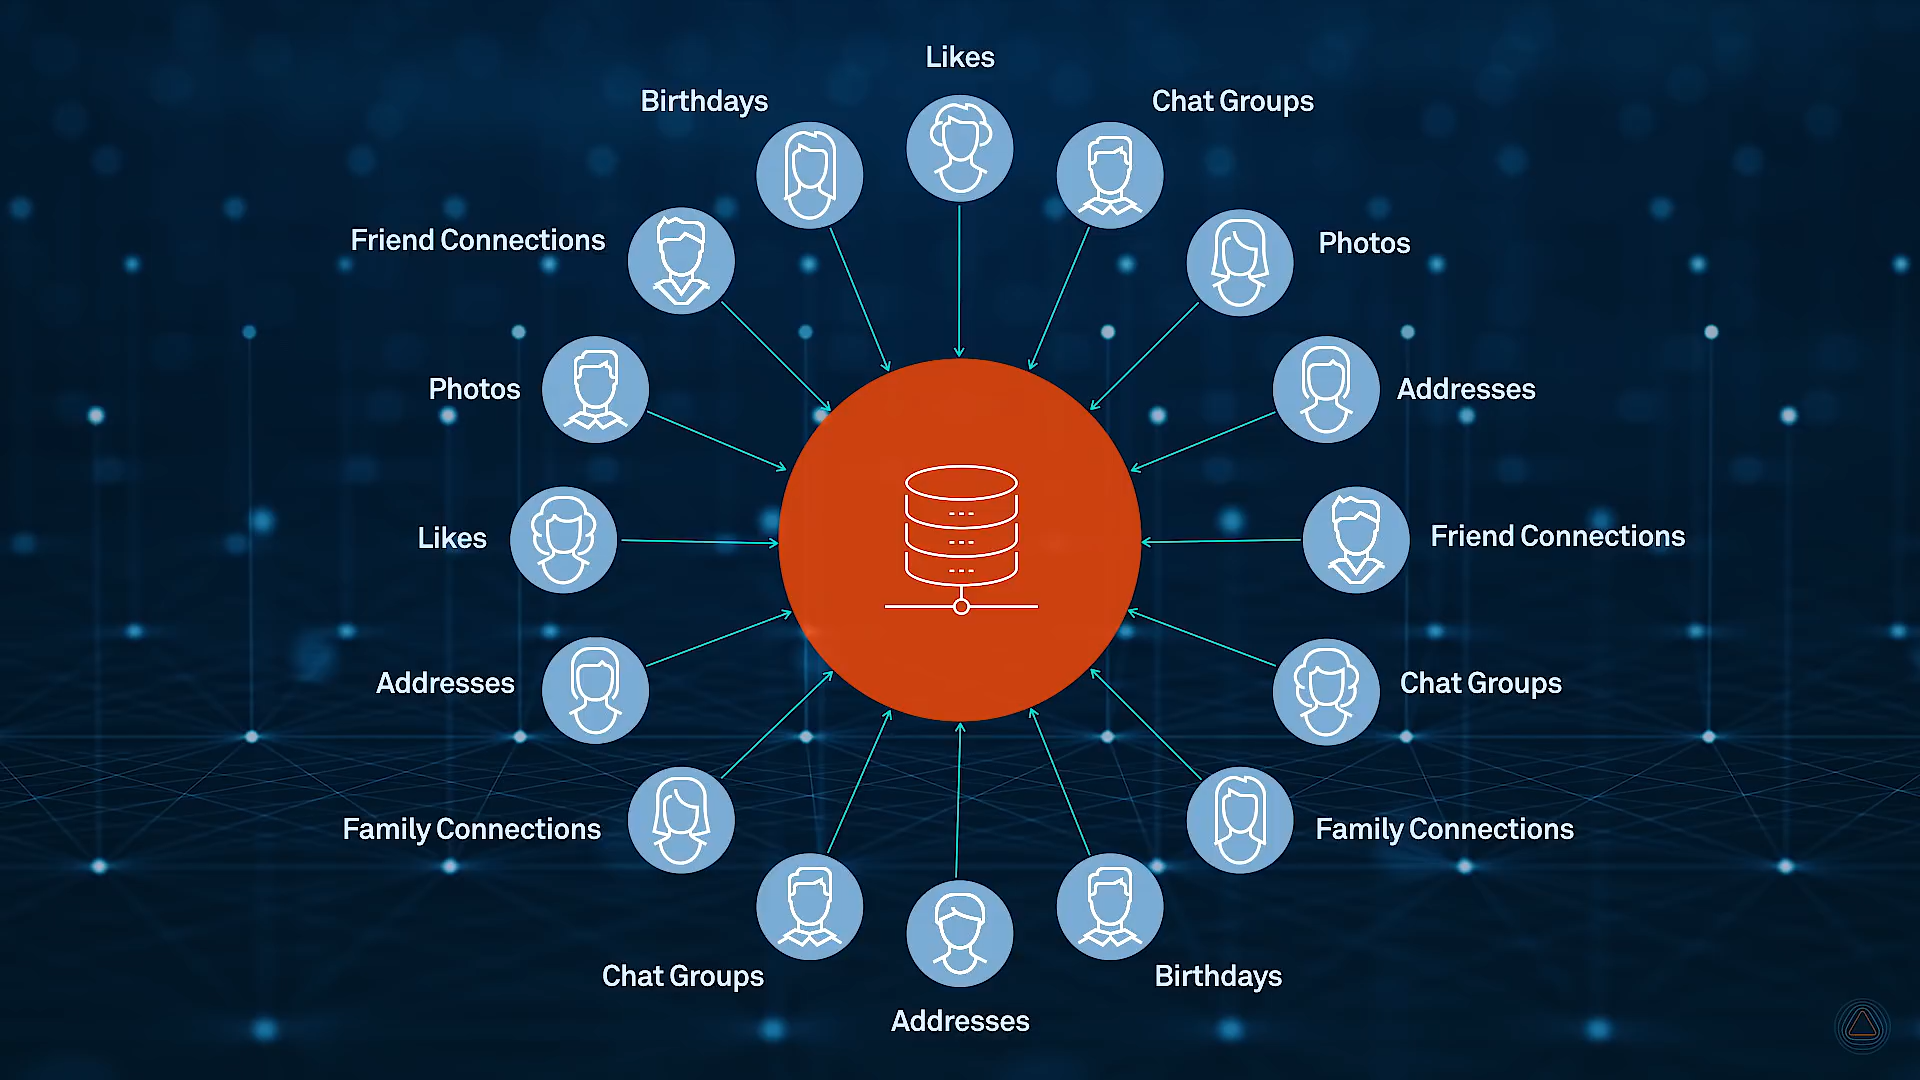 Likes
Birthdays
Chat Groups
Friend Connections
Photos
Photos
Addresses
Likes
Friend Connections
Addresses
Chat Groups
Family Connections
Family Connections
Chat Groups
Birthdays
Addresses